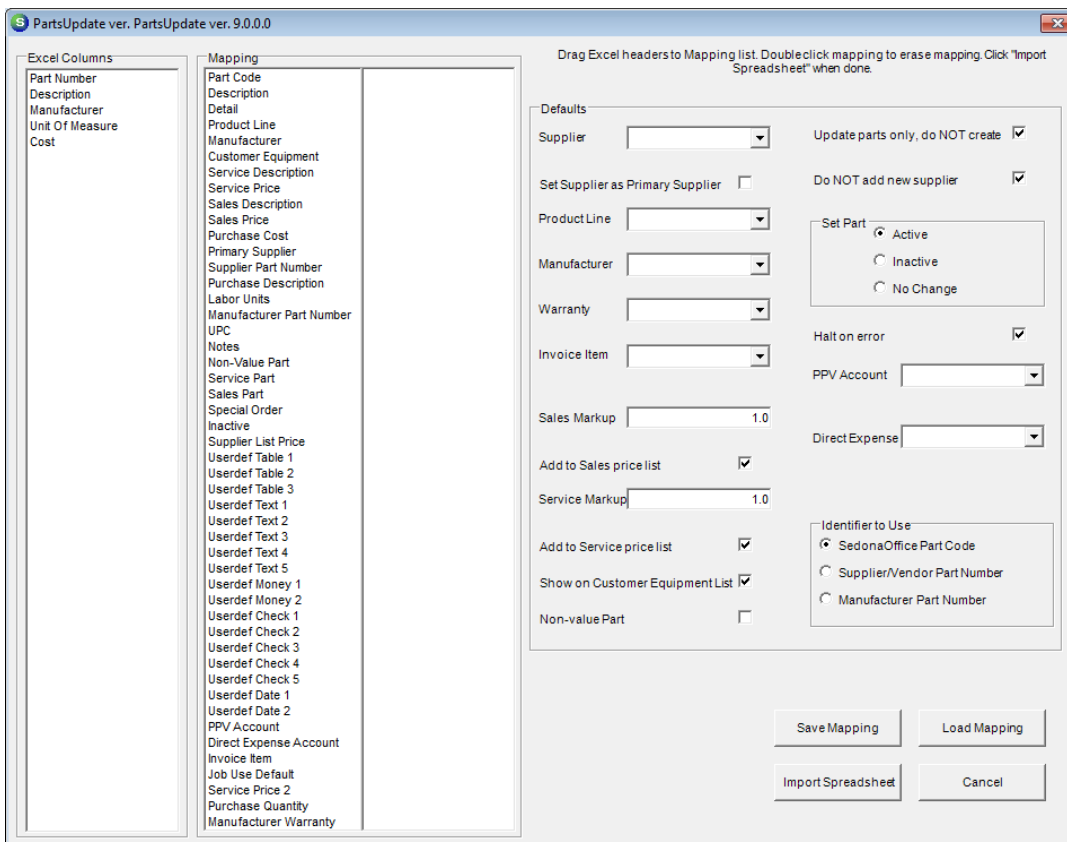 S PartsUpdate ver. PartsUpdate ver. 9.0.0.0
Excel Columns
Part Number
Description
Manufacturer
Unit Of Measure
Cost
Mapping
Part Code
Description
Detail
Product Line
Manufacturer
Customer Equipment
Service Description
Service Price
Sales Description
Sales Price
Purchase Cost
Primary Supplier
Supplier Part Number
Purchase Description
Labor Units
Manufacturer Part Number
UPC
Notes
Non-Value Part
Service Part
Sales Part
Special Order
Inactive
Supplier List Price
Userdef Table 1
Userdef Table 2
Userdef Table 3
Userdef Text 1
Userdef Text 2
Userdef Text 3
Userdef Text 4
Userdef Text 5
Userdef Money 1
Userdef Money 2
Userdef Check 1
Userdef Check 2
Userdef Check 3
Userdef Check 4
Userdef Check 5
Userdef Date 1
Userdef Date 2
PPV Account
Direct Expense Account
Invoice Item
Job Use Default
Service Price 2
Purchase Quantity
Manufacturer Warranty
Drag Excel headers to Mapping list. Double click mapping to erase mapping. Click "Import
Spreadsheet" when done.
Defaults
Supplier
Set Supplier as Primary Supplier
Product Line
Manufacturer
Warranty
Invoice Item
Sales Markup 1.0
Add to Sales price list
Service Markup 1.0
Add to Service price list
Show on Customer Equipment List
Non-value Part
Update parts only, do NOT create
Do NOT add new supplier
Set Part
Active
Inactive
No Change
Halt on error
PPV Account
Direct Expense
Identifier to Use
SedonaOffice Part Code
Supplier/Vendor Part Number
Manufacturer Part Number
Save Mapping
Load Mapping
Import Spreadsheet
Cancel